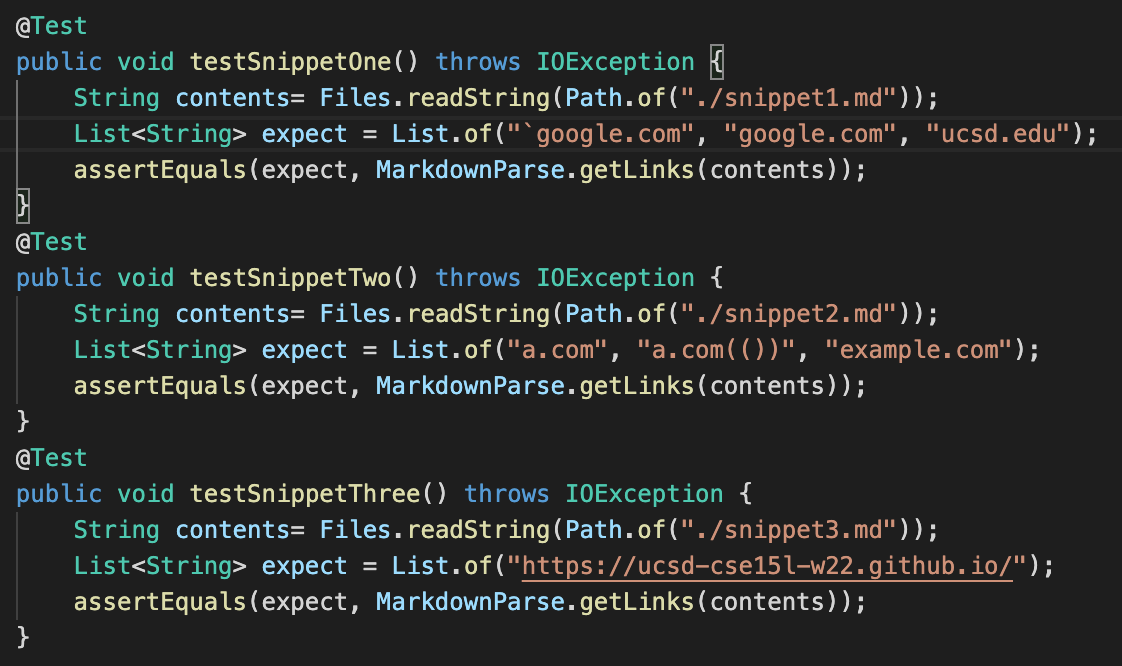 @Test
public void testSnippetOne() throws IOException {
    String contents= Files.readString(Path.of("./snippet1.md"));
    List<String> expect = List.of("`google.com", "google.com", "ucsd.edu");
    assertEquals(expect, MarkdownParse.getLinks(contents));
}
@Test
public void testSnippetTwo() throws IOException {
    String contents= Files.readString(Path.of("./snippet2.md"));
    List<String> expect = List.of("a.com", "a.com(())", "example.com");
    assertEquals(expect, MarkdownParse.getLinks(contents));
}
@Test
public void testSnippetThree() throws IOException {
    String contents= Files.readString(Path.of("./snippet3.md"));
    List<String> expect = List.of("https://ucsd-cse15l-w22.github.io/");
    assertEquals(expect, MarkdownParse.getLinks(contents));
}